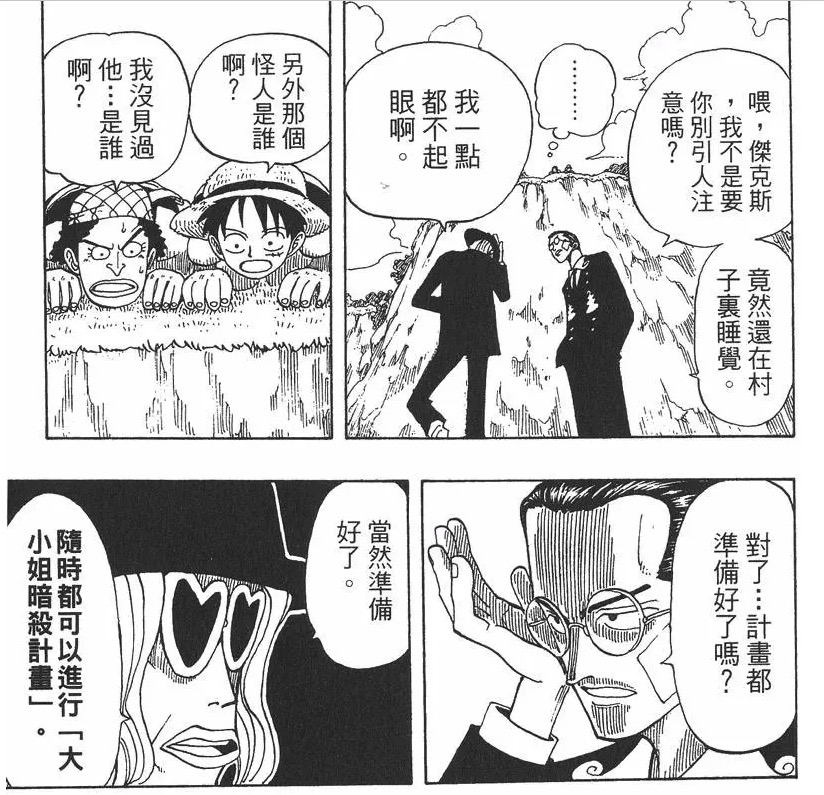 喂，傑克斯
，我不是要
你別引人注
意嗎？
竟然還在村
子裏睡覺。
………
我一點
都不起
眼啊。
另外那個
怪人是誰
啊？
我沒見過
他…是誰
啊？
對了…計畫都
準備好了嗎？
當然準備
好了。
隨時都可以進行「大
小姐暗殺計畫」。